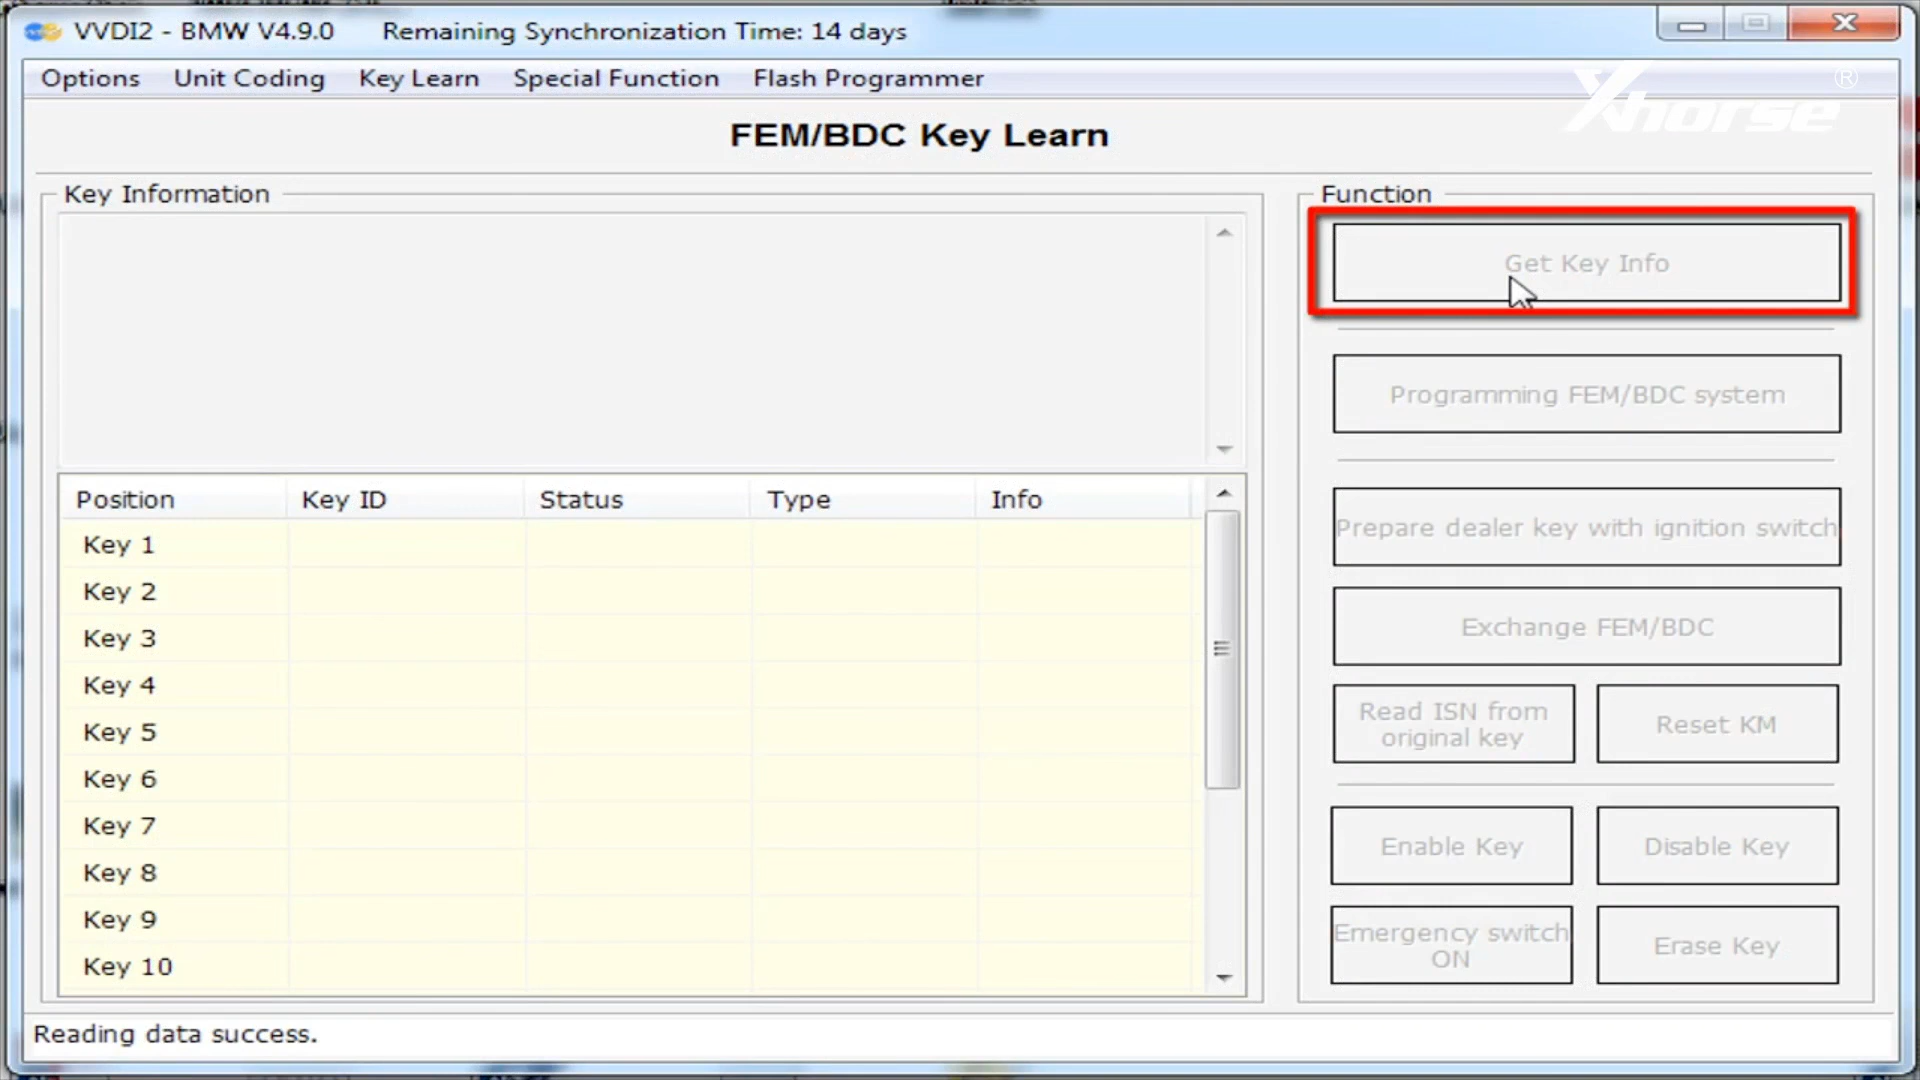 VVDI2 - BMW V4.9.0 Remaining Synchronization Time: 14 days
Options Unit Coding Key Learn Special Function Flash Programmer
Xhorse ®
FEM/BDC Key Learn
Key Information
Function
Get Key Info
Programming FEM/BDC system
Prepare dealer key with ignition switch
Exchange FEM/BDC
Read ISN from
original key
Reset KM
Enable Key
Disable Key
Emergency switch
ON
Erase Key
Position Key ID Status Type Info
Key 1
Key 2
Key 3
Key 4
Key 5
Key 6
Key 7
Key 8
Key 9
Key 10
Reading data success.